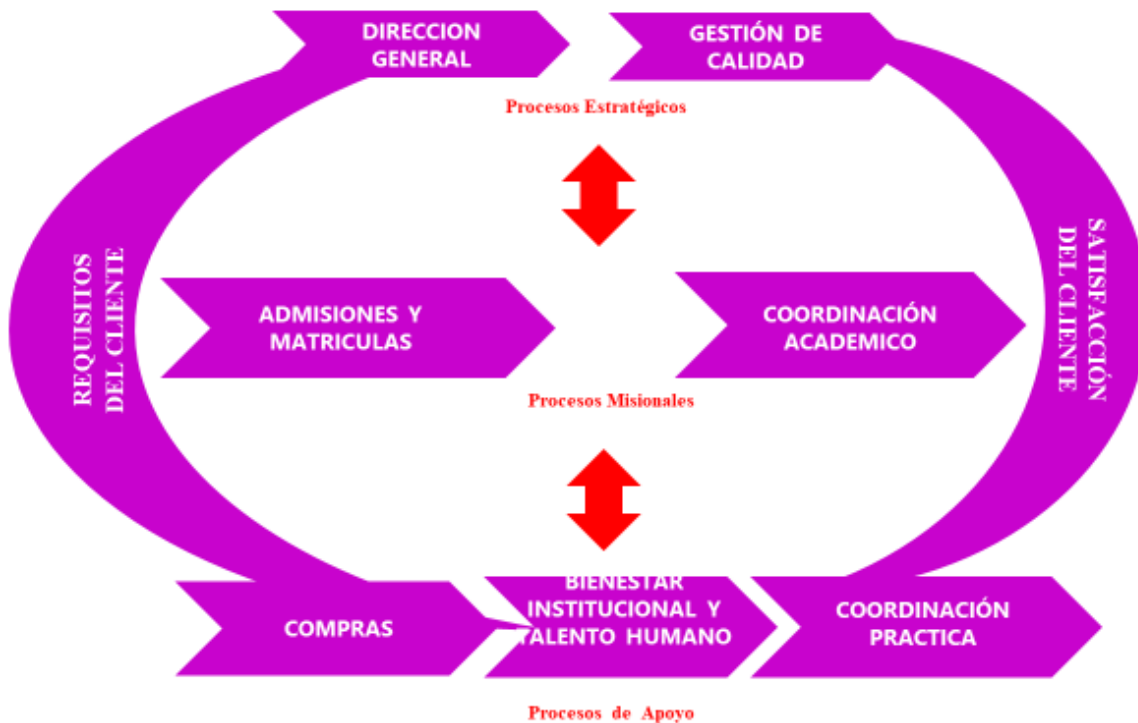 DIRECCION
GENERAL
GESTIÓN DE
CALIDAD
Procesos Estratégicos
REQUISITOS
DEL CLIENTE
ADMISIONES Y
MATRICULAS
COORDINACIÓN
ACADEMICO
SATISFACCIÓN
DEL CLIENTE
Procesos Misionales
COMPRAS
BIENESTAR
INSTITUCIONAL Y
TALENTO HUMANO
COORDINACIÓN
PRACTICA
Procesos de Apoyo